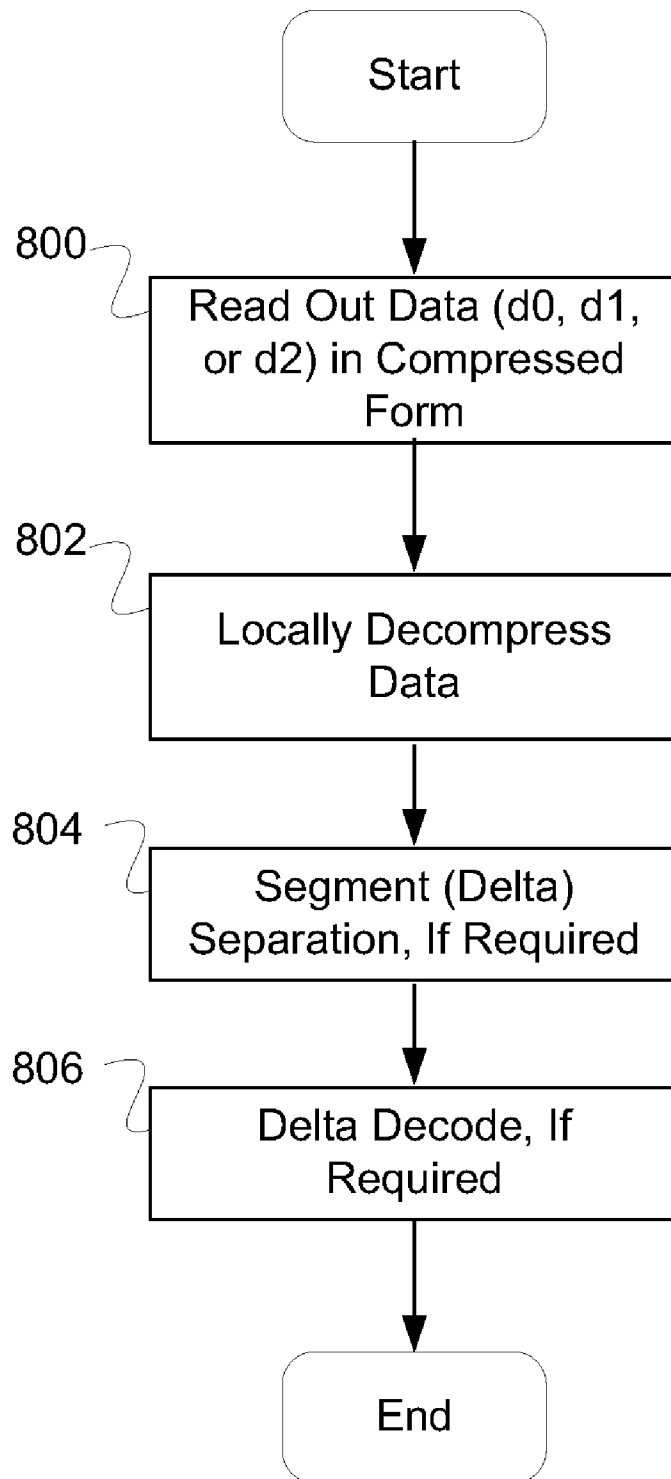 Start
800
Read Out Data (d0, d1,
or d2) in Compressed
Form
802
Locally Decompress
Data
804
Segment (Delta)
Separation, If Required
806
Delta Decode, If
Required
End